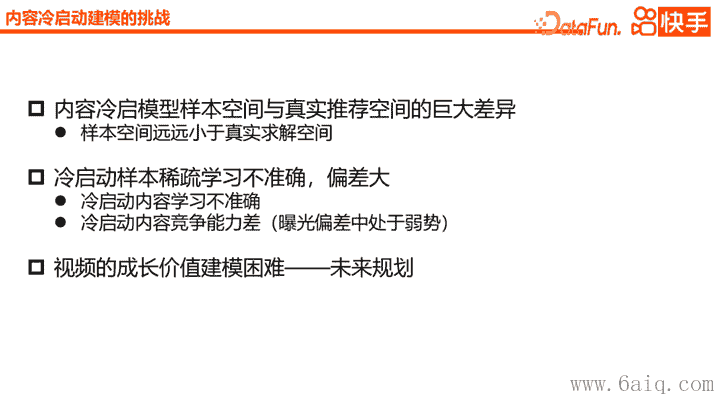 内容冷启动建模的挑战
DataFun.
快手
内容冷启模型样本空间与真实推荐空间的巨大差异
样本空间远远小于真实求解空间
冷启动样本稀疏学习不准确，偏差大
冷启动内容学习不准确
冷启动内容竞争能力差（曝光偏差中处于弱势）
视频的成长价值建模困难——未来规划
www.6aiq.com